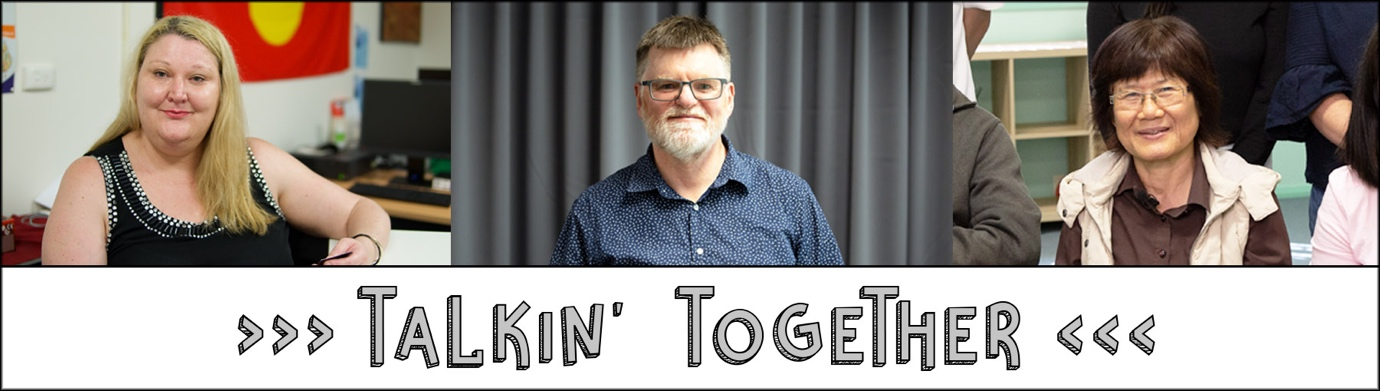 >>> TALKIN' TOGETHER <<<